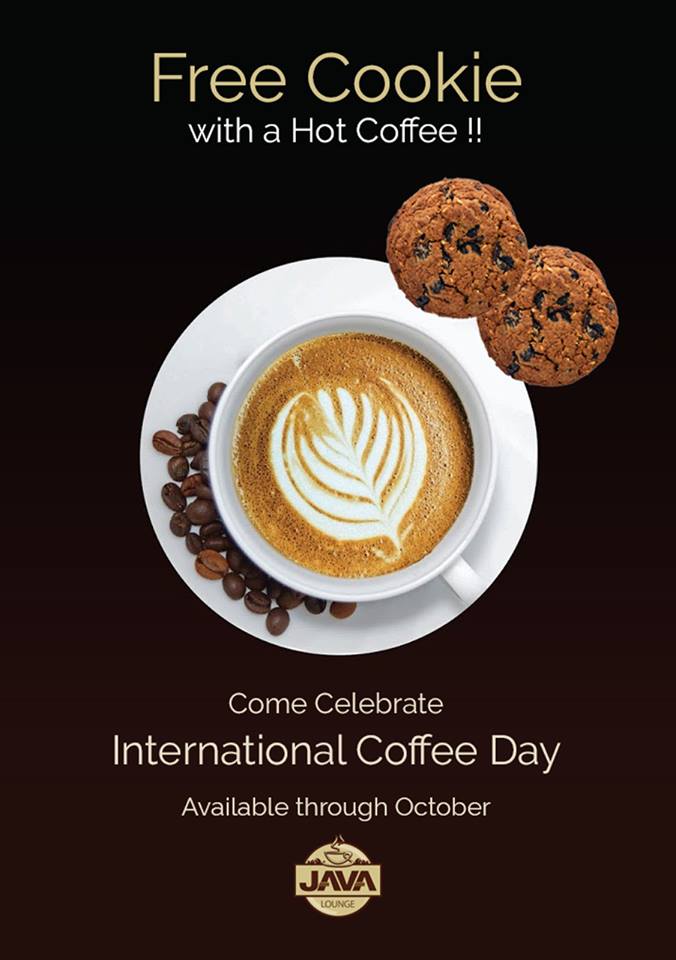 Free Cookie
with a Hot Coffee !!
Come Celebrate
International Coffee Day
Available through October
JAVA
LOUNGE